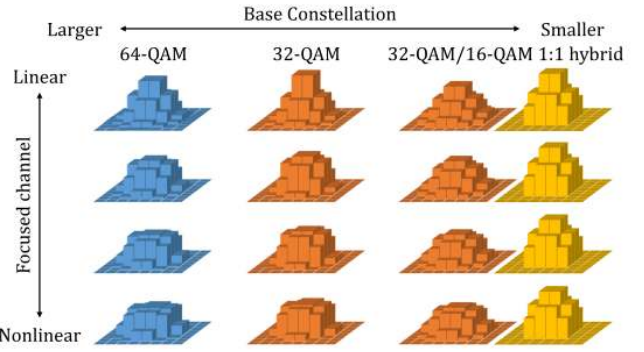 Base Constellation
Larger
Smaller
64-QAM
32-QAM
32-QAM/16-QAM 1:1 hybrid
Linear
Focused channel
Nonlinear